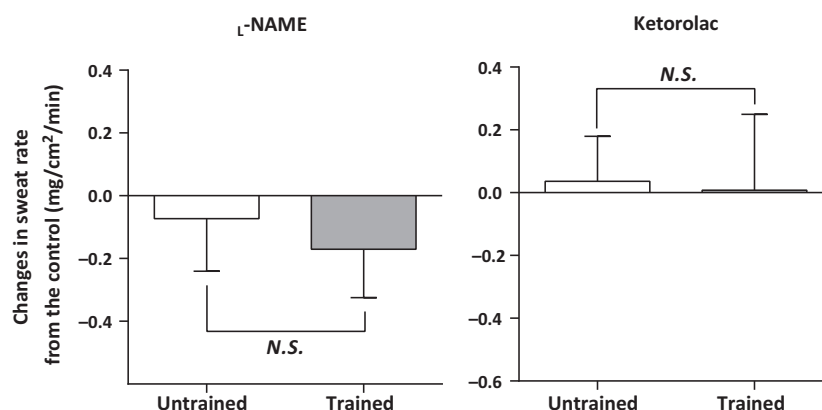 L-NAME
Ketorolac
Changes in sweat rate
from the control (mg/cm²/min)
0.4
0.2
0.0
–0.2
–0.4
N.S.
Untrained
Trained
0.4
0.2
0.0
–0.2
–0.4
–0.6
N.S.
Untrained
Trained